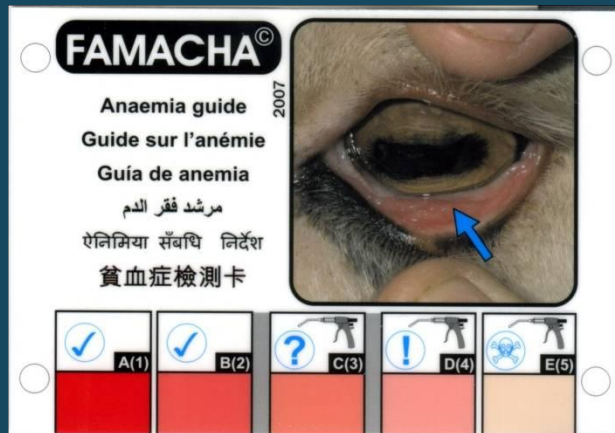 FAMACHA©
2007
Anaemia guide
Guide sur l'anémie
Guía de anemia
مرشد فقر الدم
ऐनिमिया सँबधि निर्देश
貧血症檢測卡
A(1)
B(2)
?
C(3)
!
D(4)
E(5)